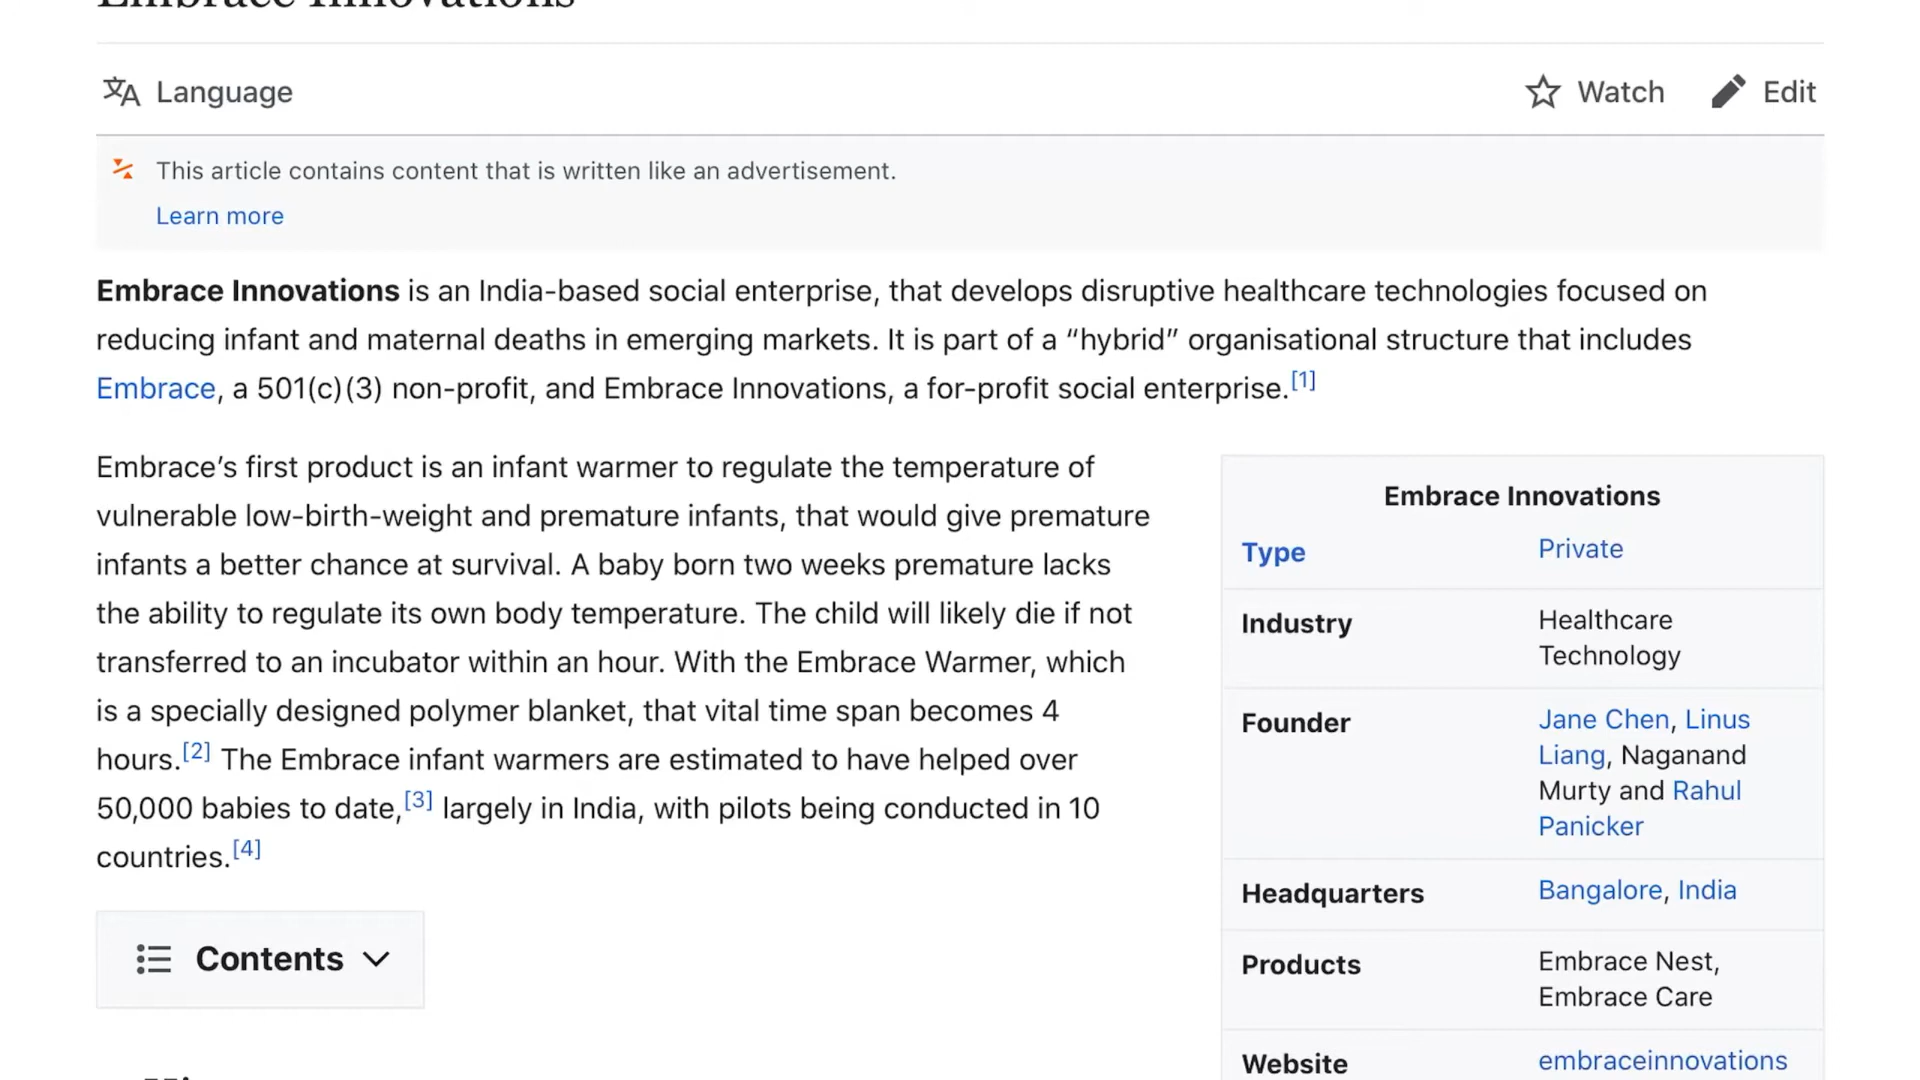 Embrace Innovations
Language
Watch
Edit
This article contains content that is written like an advertisement.
Learn more
Embrace Innovations is an India-based social enterprise, that develops disruptive healthcare technologies focused on
reducing infant and maternal deaths in emerging markets. It is part of a “hybrid” organisational structure that includes
Embrace, a 501(c)(3) non-profit, and Embrace Innovations, a for-profit social enterprise.[1]
Embrace’s first product is an infant warmer to regulate the temperature of
vulnerable low-birth-weight and premature infants, that would give premature
infants a better chance at survival. A baby born two weeks premature lacks
the ability to regulate its own body temperature. The child will likely die if not
transferred to an incubator within an hour. With the Embrace Warmer, which
is a specially designed polymer blanket, that vital time span becomes 4
hours.[2] The Embrace infant warmers are estimated to have helped over
50,000 babies to date,[3] largely in India, with pilots being conducted in 10
countries.[4]
Contents
Embrace Innovations
Type Private
Industry Healthcare
Technology
Founder Jane Chen, Linus
Liang, Naganand
Murty and Rahul
Panicker
Headquarters Bangalore, India
Products Embrace Nest,
Embrace Care
Website embraceinnovations